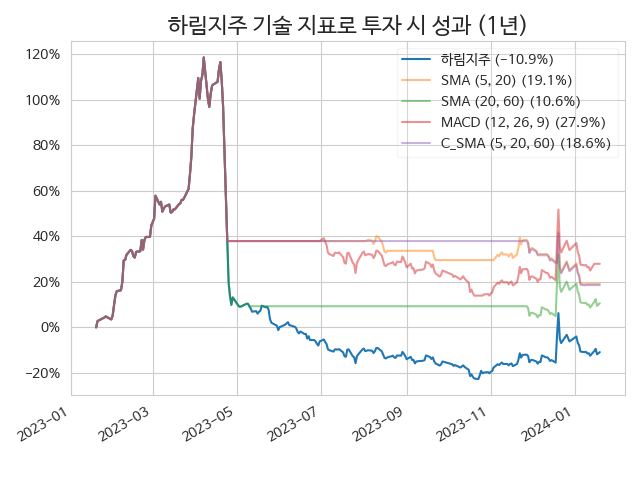 하림지주 기술 지표로 투자 시 성과 (1년)
120%
100%
80%
60%
40%
20%
0%
−20%
하림지주 (−10.9%)
SMA (5, 20) (19.1%)
SMA (20, 60) (10.6%)
MACD (12, 26, 9) (27.9%)
C_SMA (5, 20, 60) (18.6%)
2023−01
2023−03
2023−05
2023−07
2023−09
2023−11
2024−01